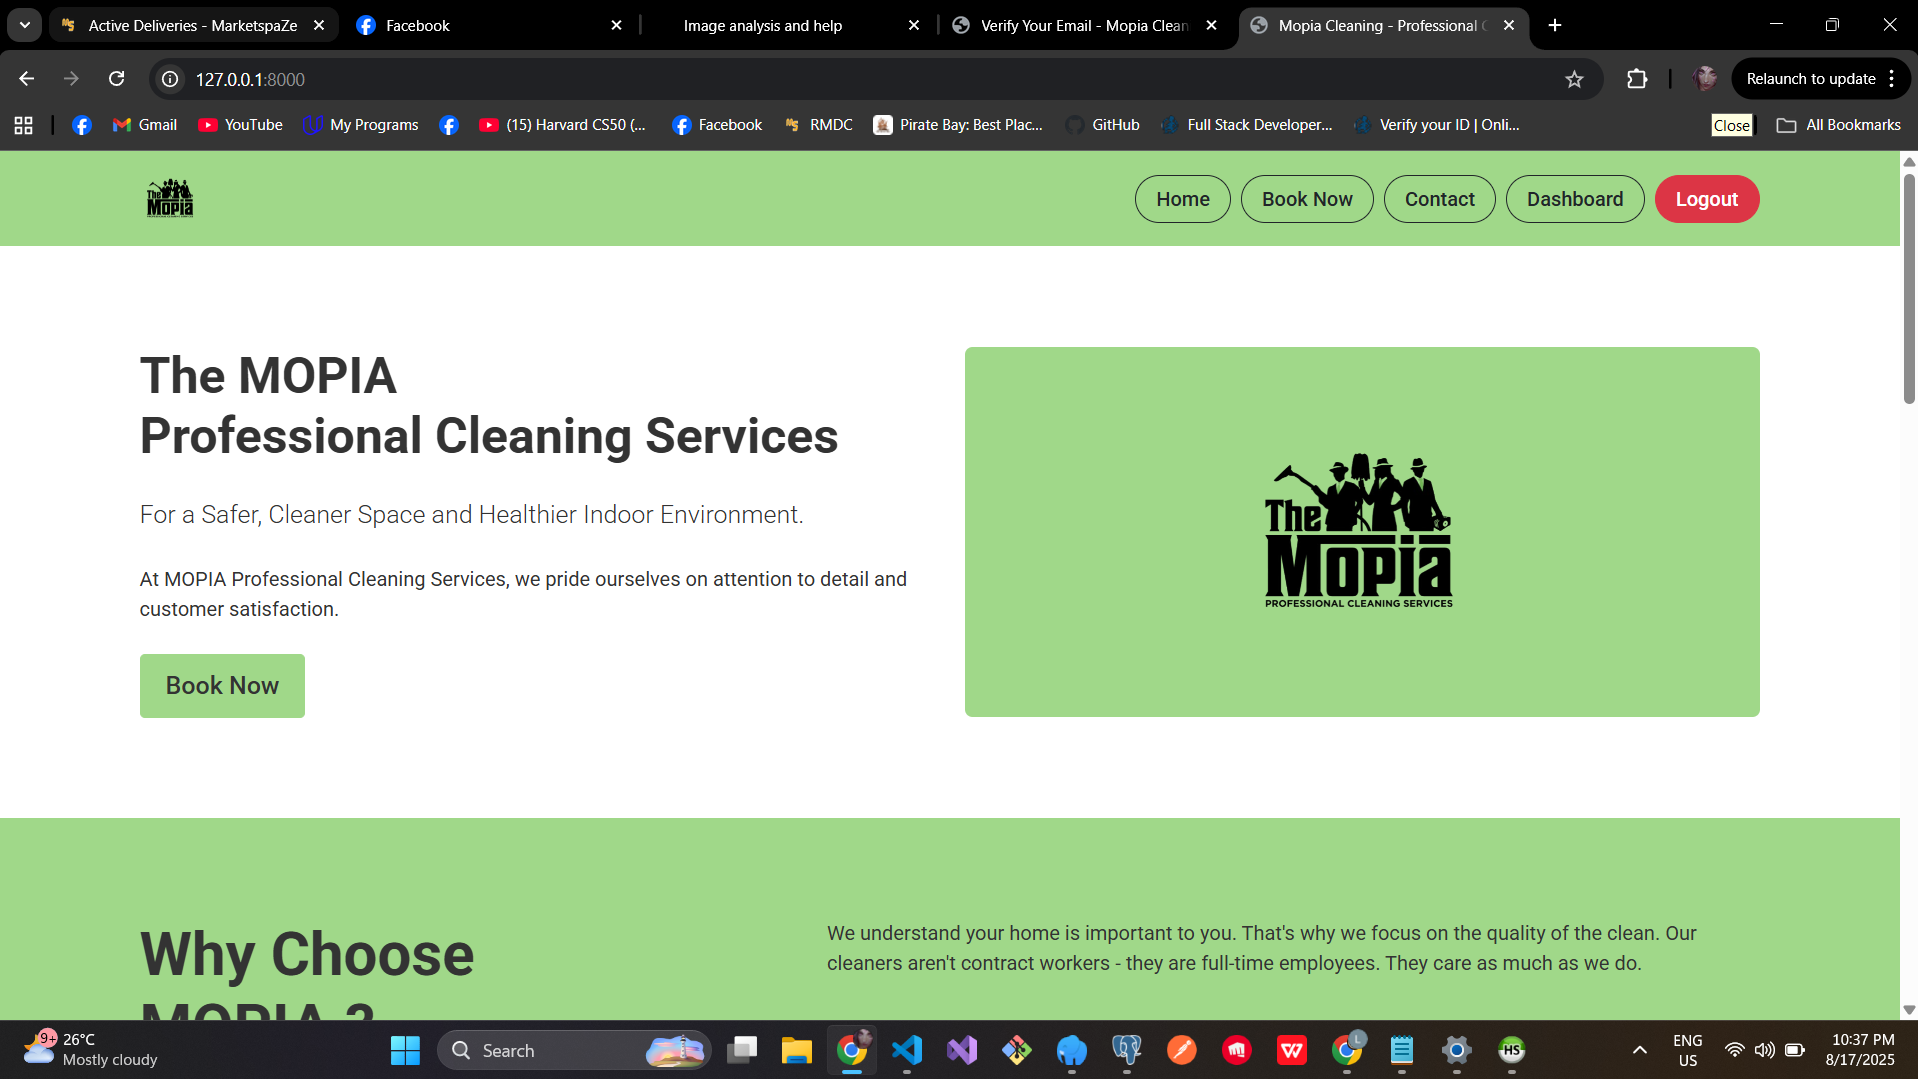 Active Deliveries - MarketspaZe
Facebook
Image analysis and help
Verify Your Email - Mopia Clean
Mopia Cleaning - Professional
127.0.0.1:8000
Relaunch to update
Gmail
YouTube
My Programs
(15) Harvard CS50 (...
Facebook
RMDC
Pirate Bay: Best Plac...
GitHub
Full Stack Developer...
Verify your ID | Onli...
Close
All Bookmarks
The
Mopia
Home
Book Now
Contact
Dashboard
Logout
The MOPIA
Professional Cleaning Services
For a Safer, Cleaner Space and Healthier Indoor Environment.
At MOPIA Professional Cleaning Services, we pride ourselves on attention to detail and
customer satisfaction.
Book Now
The
Mopia
PROFESSIONAL CLEANING SERVICES
Why Choose
MOPIA ?
We understand your home is important to you. That's why we focus on the quality of the clean. Our
cleaners aren't contract workers - they are full-time employees. They care as much as we do.
9+
26°C
Mostly cloudy
Search
L
HS
ENG
US
10:37 PM
8/17/2025